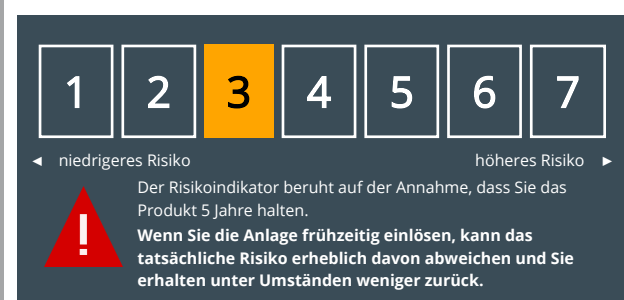 1 2 3 4 5 6 7
◄ niedrigeres Risiko höheres Risiko ►
Der Risikoindikator beruht auf der Annahme, dass Sie das
Produkt 5 Jahre halten.
!
Wenn Sie die Anlage frühzeitig einlösen, kann das
tatsächliche Risiko erheblich davon abweichen und Sie
erhalten unter Umständen weniger zurück.